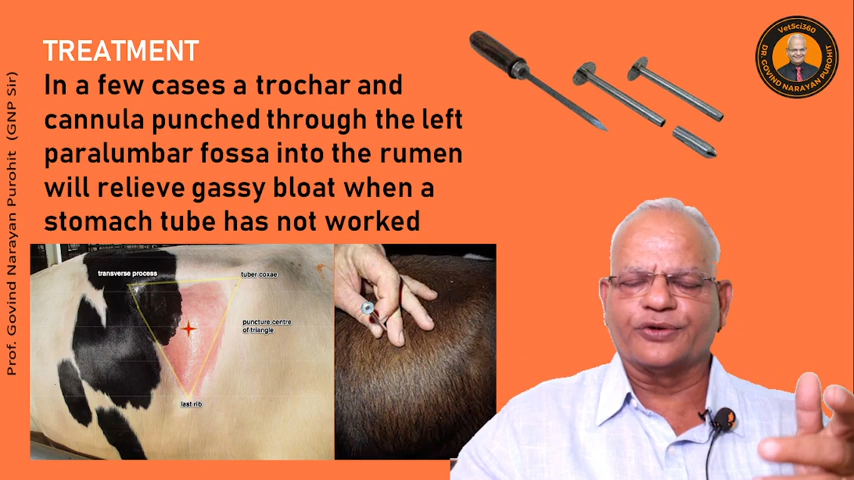 TREATMENT
In a few cases a trochar and
cannula punched through the left
paralumbar fossa into the rumen
will relieve gassy bloat when a
stomach tube has not worked
VetSci360
DR. GOVIND NARAYAN PUROHIT
Prof. Govind Narayan Purohit (GNP Sir)
transverse process
tuber coxae
puncture centre
of triangle
last rib